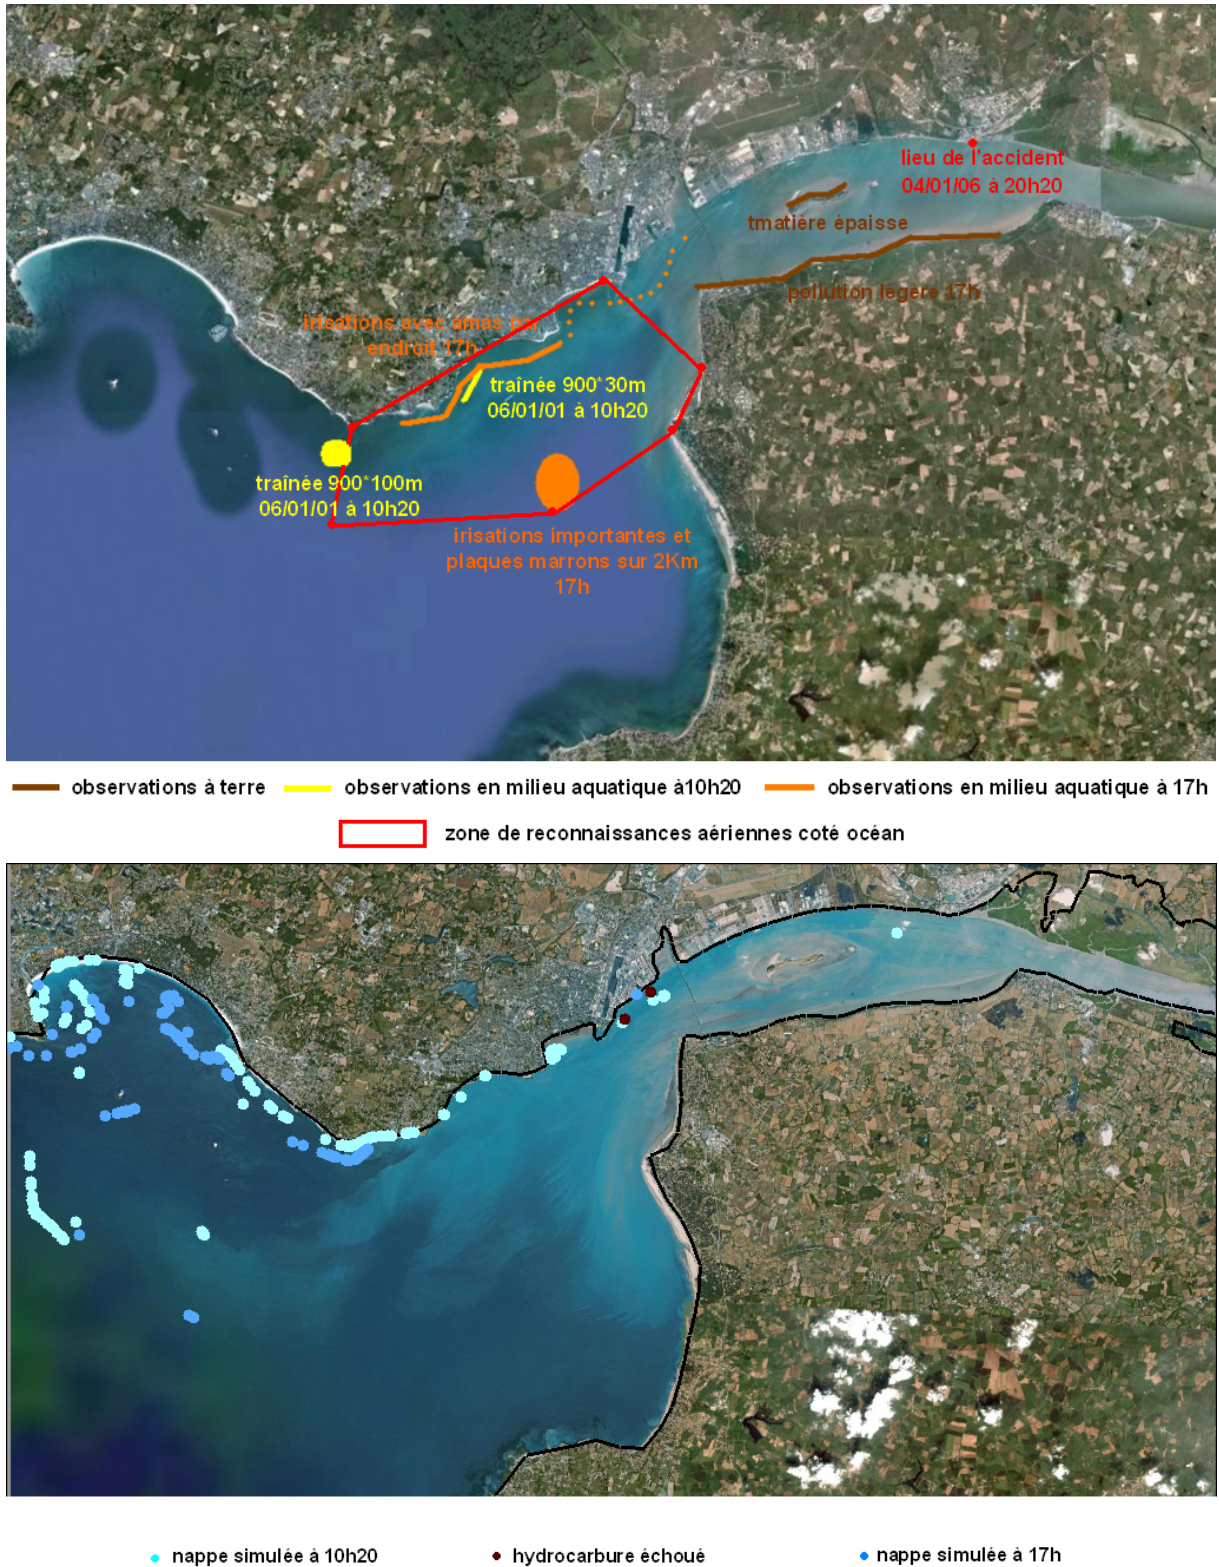 lieu de l'accident
04/01/06 à 20h20
tmatière épaisse
pollution legère 17h
irisations avec amas par
endroit 17h
traînée 900*30m
06/01/01 à 10h20
traînée 900*100m
06/01/01 à 10h20
irisations importantes et
plaques marrons sur 2Km
17h
observations à terre
observations en milieu aquatique à10h20
observations en milieu aquatique à 17h
zone de reconnaissances aériennes coté océan
nappe simulée à 10h20
hydrocarbure échoué
nappe simulée à 17h